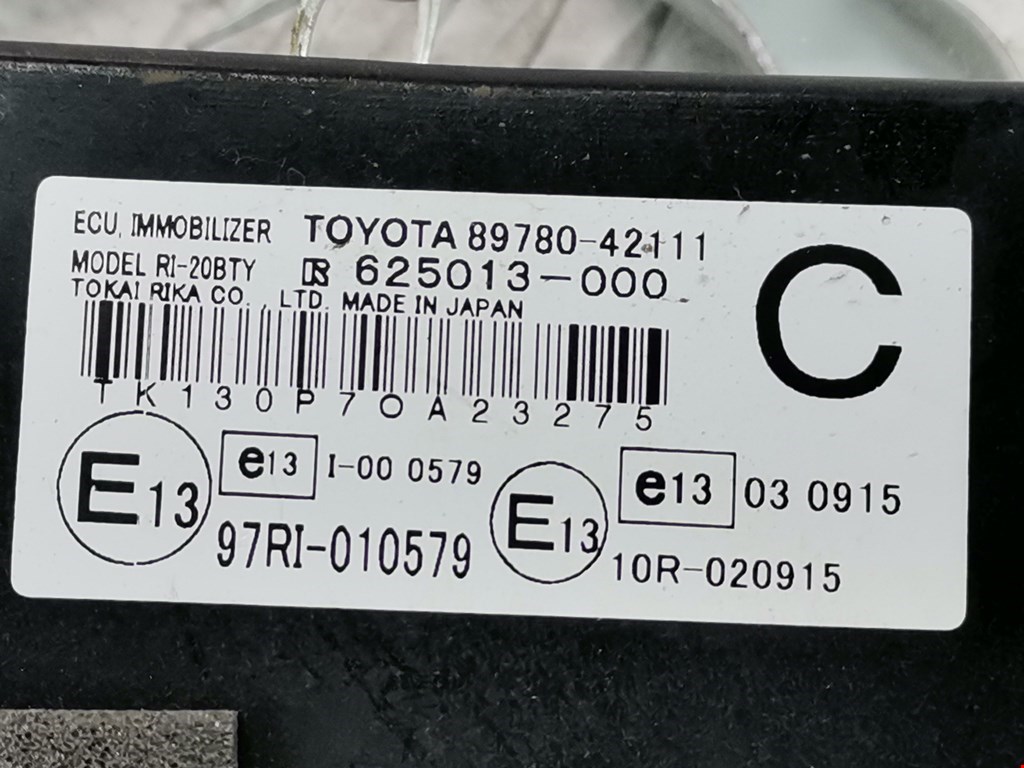 ECU, IMMOBILIZER TOYOTA 89780-42111
MODEL RI-20BTY 625013-000
TOKAI RIKA CO., LTD. MADE IN JAPAN
C
TK130P70A23275
E13 e13 I-00 0579 E13 e13 03 0915
97RI-010579 10R-020915